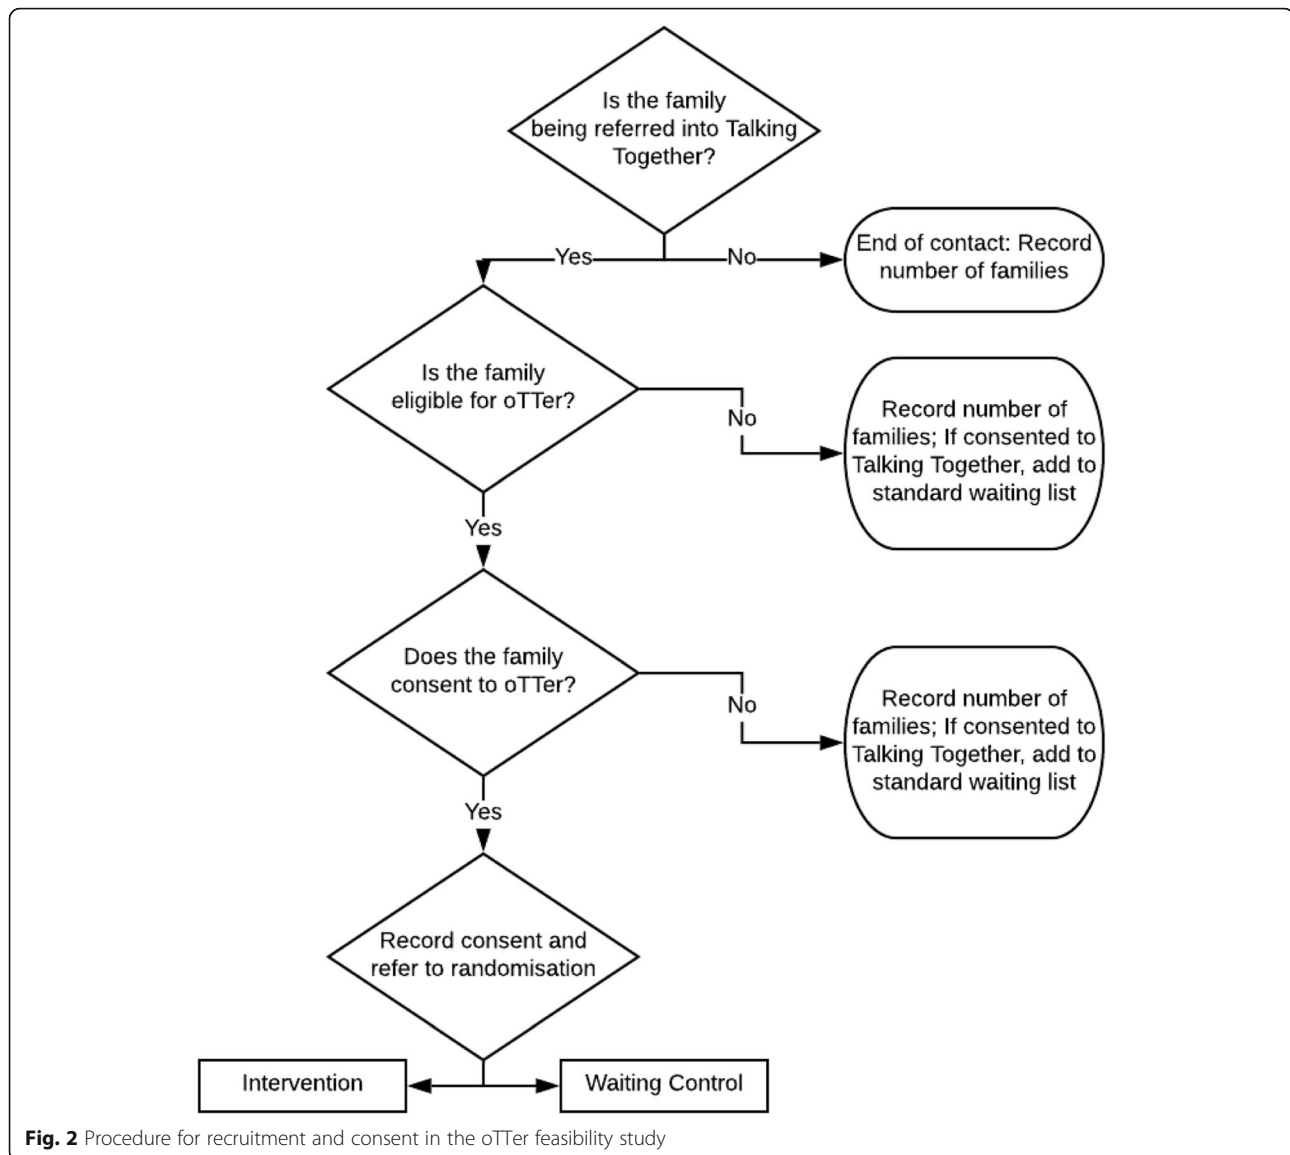 Is the family
being referred into Talking
Together?
Yes
No
End of contact: Record
number of families
Is the family
eligible for oTTer?
No
Record number of
families; If consented to
Talking Together, add to
standard waiting list
Yes
Does the family
consent to oTTer?
No
Record number of
families; If consented to
Talking Together, add to
standard waiting list
Yes
Record consent and
refer to randomisation
Intervention
Waiting Control
Fig. 2 Procedure for recruitment and consent in the oTTer feasibility study